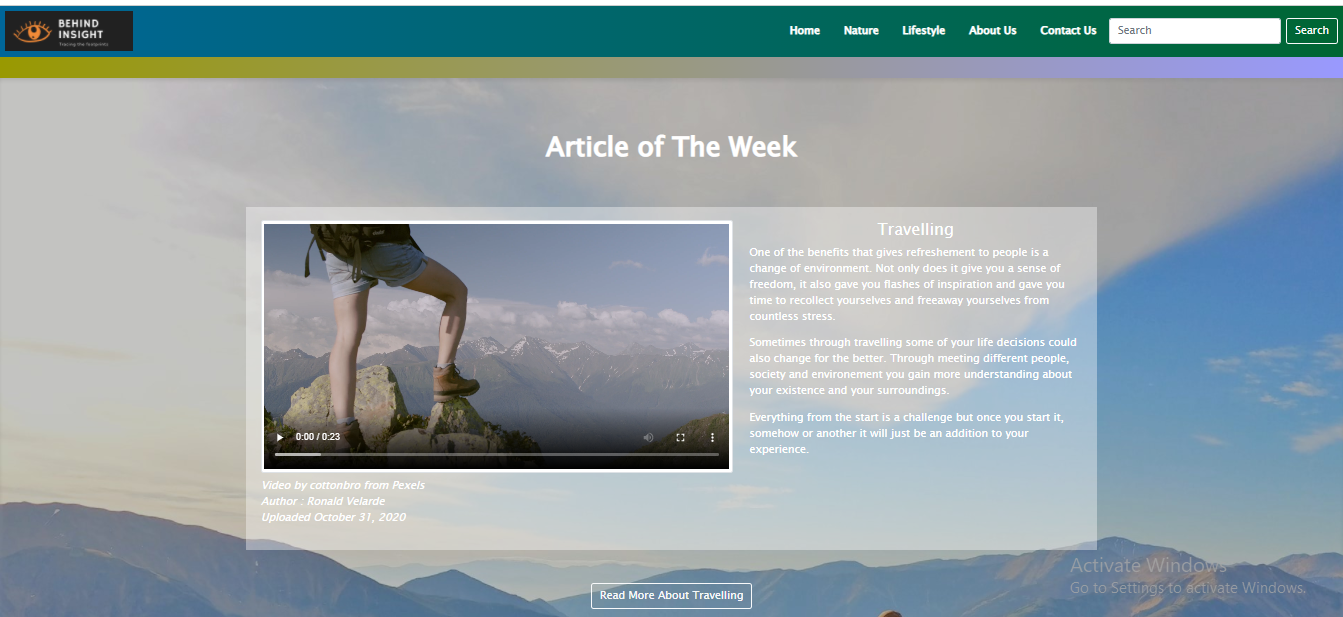 BEHIND
INSIGHT
Tracing the footprints
Home Nature Lifestyle About Us Contact Us Search Search
Article of The Week
Travelling
One of the benefits that gives refreshement to people is a
change of environment. Not only does it give you a sense of
freedom, it also gave you flashes of inspiration and gave you
time to recollect yourselves and freeaway yourselves from
countless stress.
Sometimes through travelling some of your life decisions could
also change for the better. Through meeting different people,
society and environement you gain more understanding about
your existence and your surroundings.
Everything from the start is a challenge but once you start it,
somehow or another it will just be an addition to your
experience.
0:00 / 0:23
Video by cottonbro from Pexels
Author : Ronald Velarde
Uploaded October 31, 2020
Activate Windows
Go to Settings to activate Windows.
Read More About Travelling